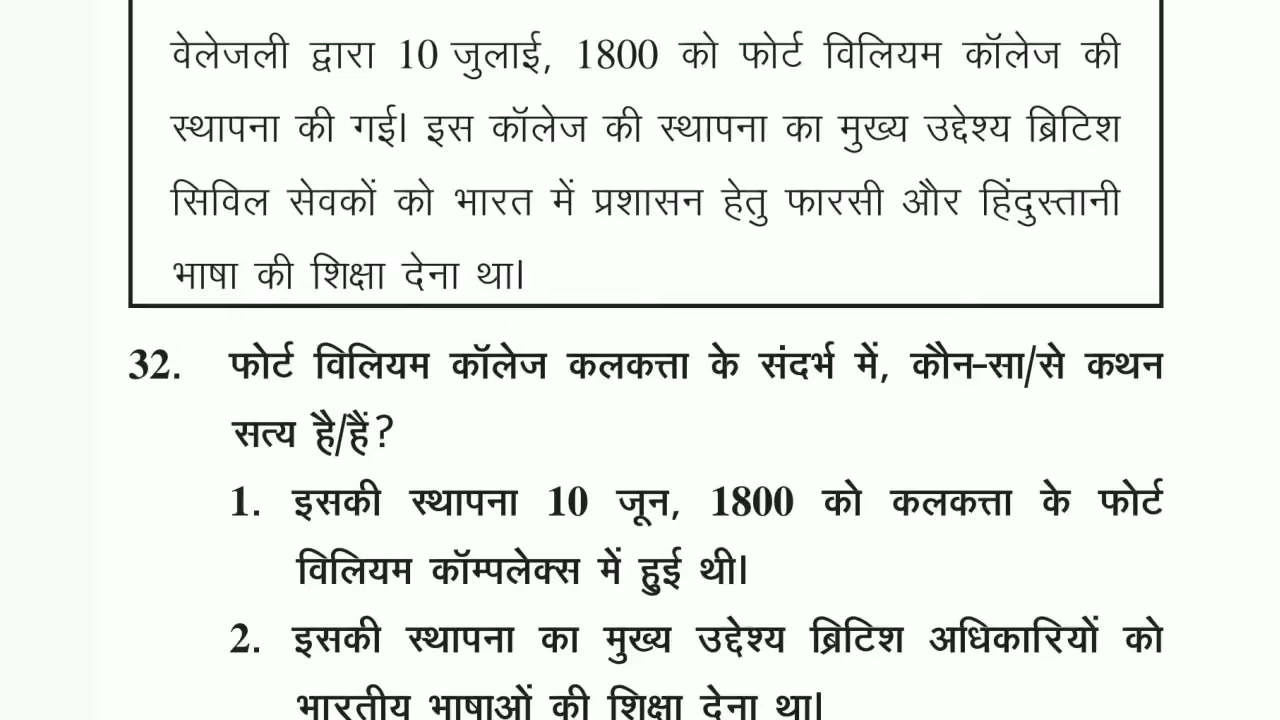 वेलेजली द्वारा 10 जुलाई, 1800 को फोर्ट विलियम कॉलेज की
स्थापना की गई। इस कॉलेज की स्थापना का मुख्य उद्देश्य ब्रिटिश
सिविल सेवकों को भारत में प्रशासन हेतु फारसी और हिंदुस्तानी
भाषा की शिक्षा देना था।
32. फोर्ट विलियम कॉलेज कलकत्ता के संदर्भ में, कौन-सा/से कथन
सत्य है/हैं?
1. इसकी स्थापना 10 जून, 1800 को कलकत्ता के फोर्ट
विलियम कॉम्पलेक्स में हुई थी।
2. इसकी स्थापना का मुख्य उद्देश्य ब्रिटिश अधिकारियों को
भारतीय भाषाओं की शिक्षा देना था।